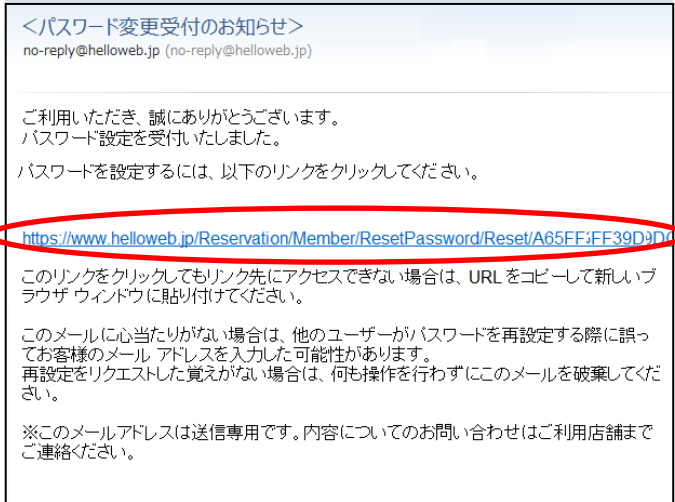 ＜パスワード変更受付のお知らせ＞
no-reply@helloweb.jp (no-reply@helloweb.jp)
ご利用いただき、誠にありがとうございます。
パスワード設定を受付いたしました。
パスワードを設定するには、以下のリンクをクリックしてください。
https://www.helloweb.jp/Reservation/Member/ResetPassword/Reset/
このリンクをクリックしてもリンク先にアクセスできない場合は、URL をコピーして新しいブ
ラウザ ウィンドウに貼り付けてください。
このメールに心当たりがない場合は、他のユーザーがパスワードを再設定する際に誤っ
てお客様のメール アドレスを入力した可能性があります。
再設定をリクエストした覚えがない場合は、何も操作を行わずにこのメールを破棄してくだ
さい。
※このメールアドレスは送信専用です。内容についてのお問い合わせはご利用店舗まで
ご連絡ください。